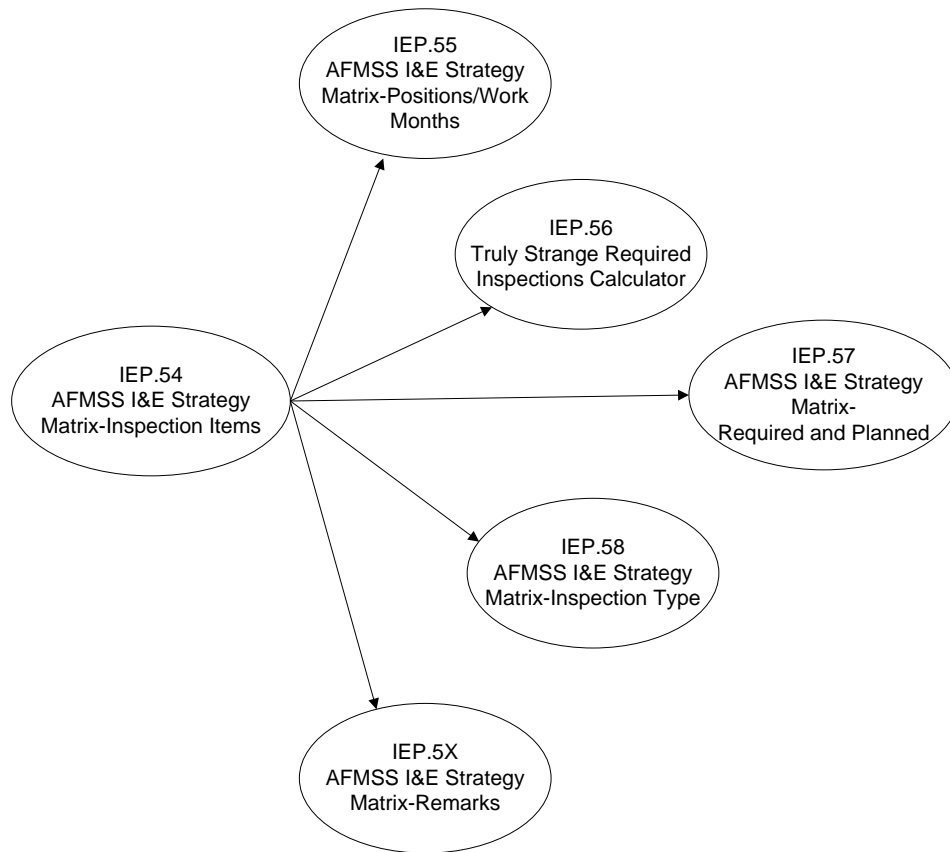 IEP.55
AFMSS I&E Strategy
Matrix-Positions/Work
Months
IEP.56
Truly Strange Required
Inspections Calculator
IEP.54
AFMSS I&E Strategy
Matrix-Inspection Items
IEP.57
AFMSS I&E Strategy
Matrix-
Required and Planned
IEP.58
AFMSS I&E Strategy
Matrix-Inspection Type
IEP.5X
AFMSS I&E Strategy
Matrix-Remarks